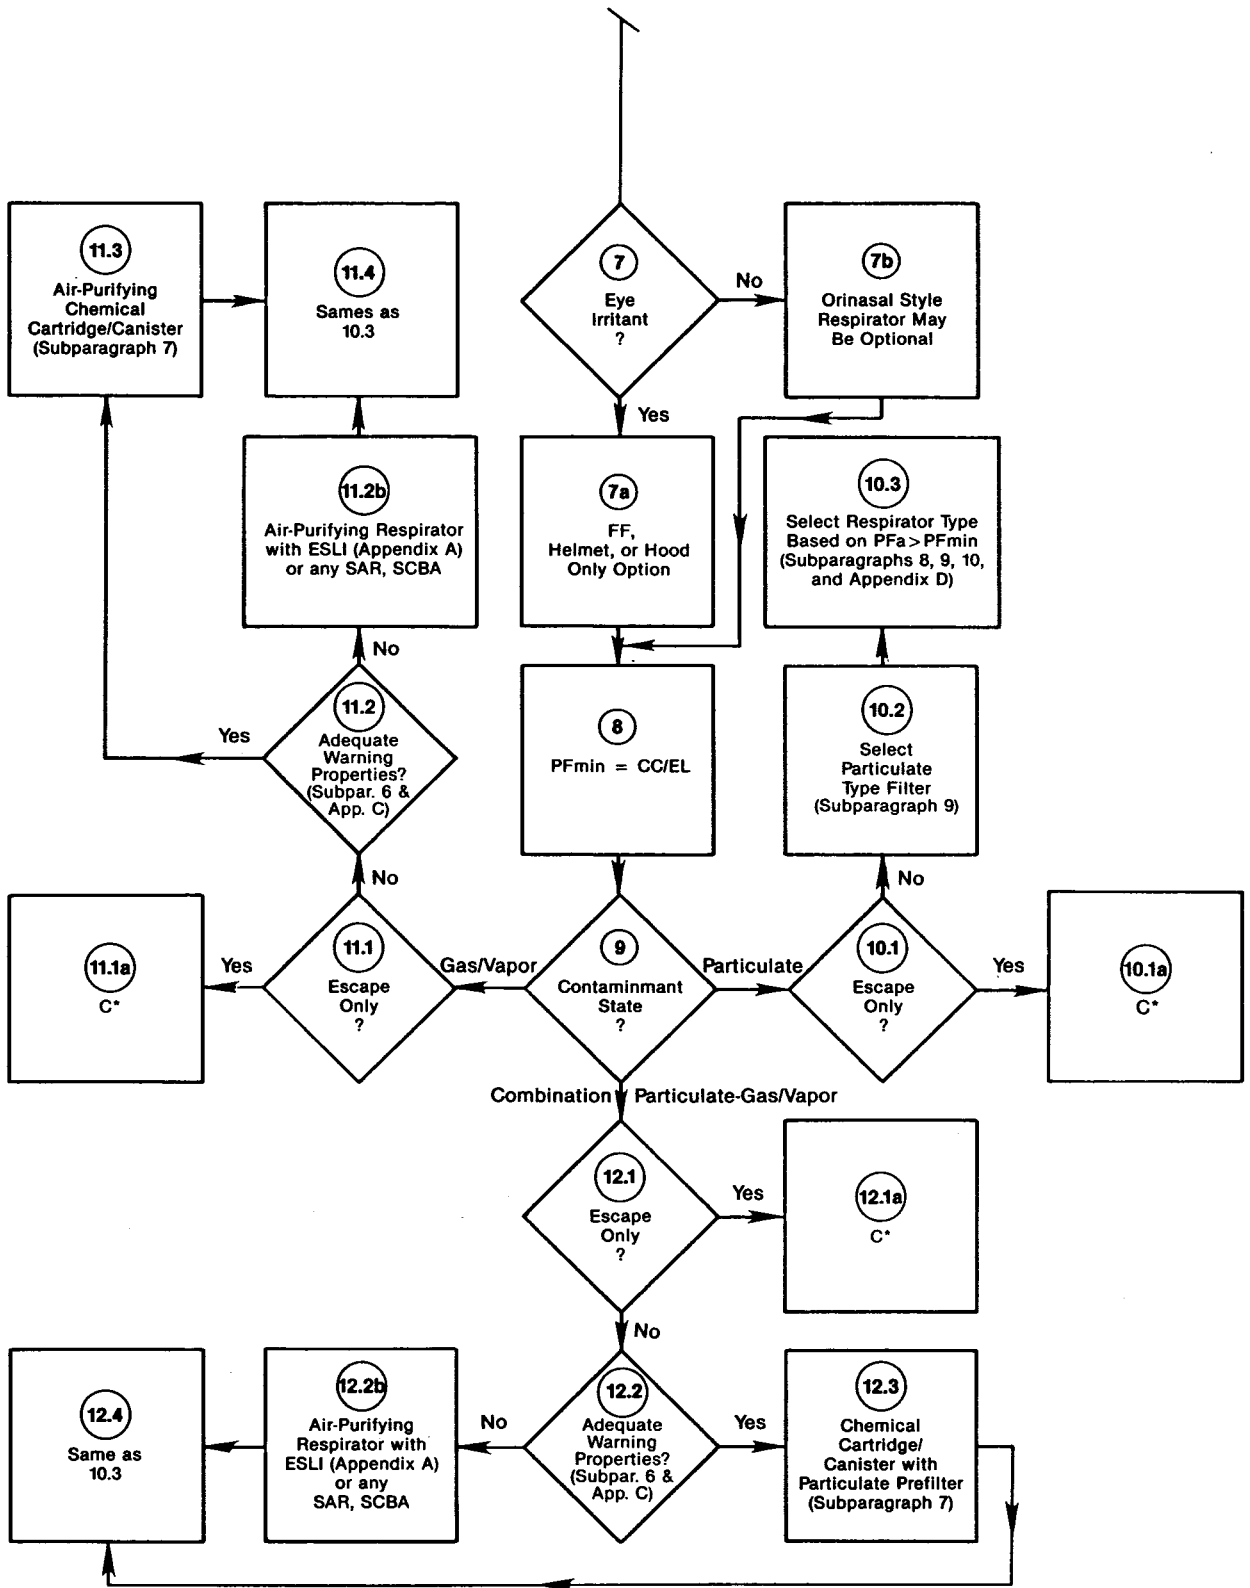 11.3
Air-Purifying
Chemical
Cartridge/Canister
(Subparagraph 7)
11.4
Sames as
10.3
7
Eye
Irritant
?
No
7b
Orinasal Style
Respirator May
Be Optional
Yes
11.2b
Air-Purifying Respirator
with ESLI (Appendix A)
or any SAR, SCBA
7a
FF,
Helmet, or Hood
Only Option
10.3
Select Respirator Type
Based on PFa>PFmin
(Subparagraphs 8, 9, 10,
and Appendix D)
No
Yes
11.2
Adequate
Warning
Properties?
(Subpar. 6 &
App. C)
8
PFmin = CC/EL
10.2
Select
Particulate
Type Filter
(Subparagraph 9)
No
No
11.1a
C*
Yes
11.1
Escape
Only
?
Gas/Vapor
9
Contaminmant
State
?
Particulate
10.1
Escape
Only
?
Yes
10.1a
C*
Combination
Particulate-Gas/Vapor
12.1
Escape
Only
?
Yes
12.1a
C*
No
12.4
Same as
10.3
12.2b
Air-Purifying
Respirator with
ESLI (Appendix A)
or any
SAR, SCBA
No
12.2
Adequate
Warning
Properties?
(Subpar. 6 &
App. C)
Yes
12.3
Chemical
Cartridge/
Canister with
Particulate Prefilter
(Subparagraph 7)